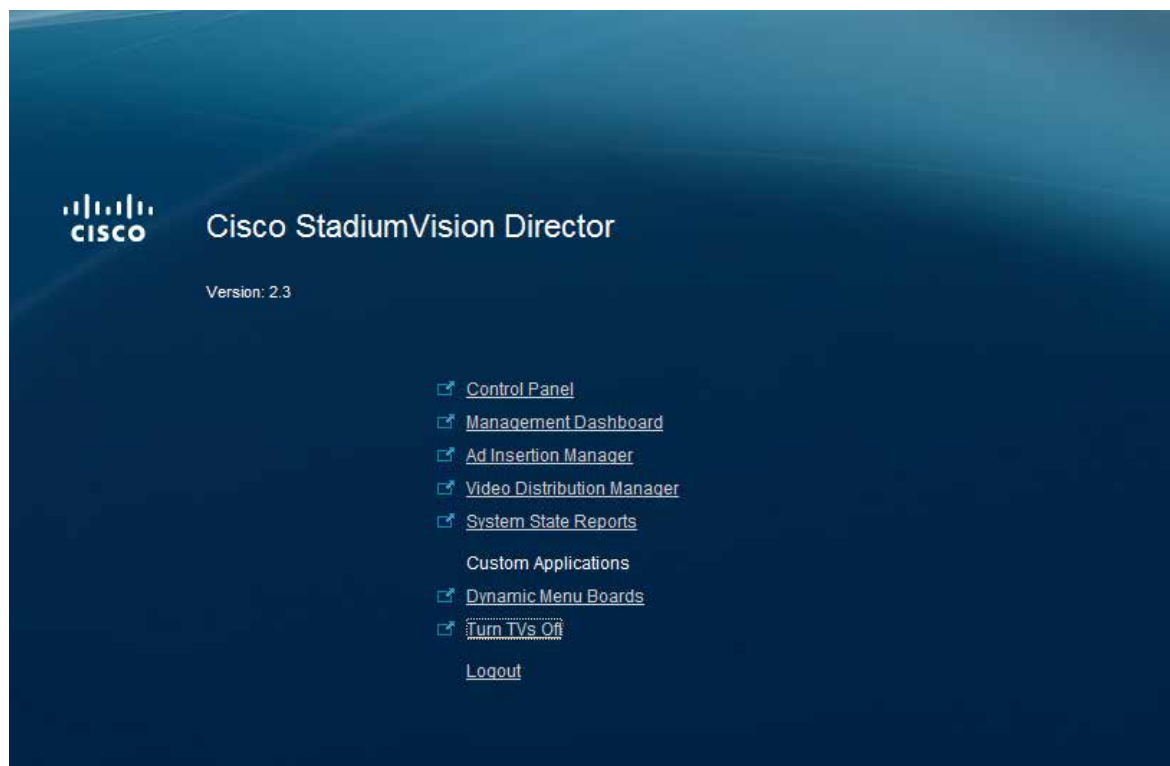 CISCO
Cisco StadiumVision Director
Version: 2.3
Control Panel
Management Dashboard
Ad Insertion Manager
Video Distribution Manager
System State Reports
Custom Applications
Dynamic Menu Boards
Turn TVs Off
Logout